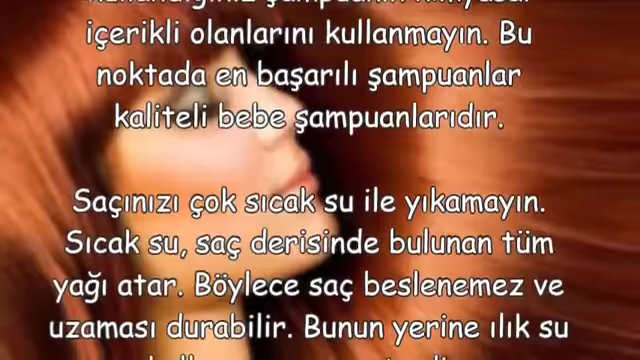 içerikli olanlarını kullanmayın. Bu
noktada en başarılı şampuanlar
kaliteli bebe şampuanlarıdır.
Saçınızı çok sıcak su ile yıkamayın.
Sıcak su, saç derisinde bulunan tüm
yağı atar. Böylece saç beslenemez ve
uzaması durabilir. Bunun yerine ılık su